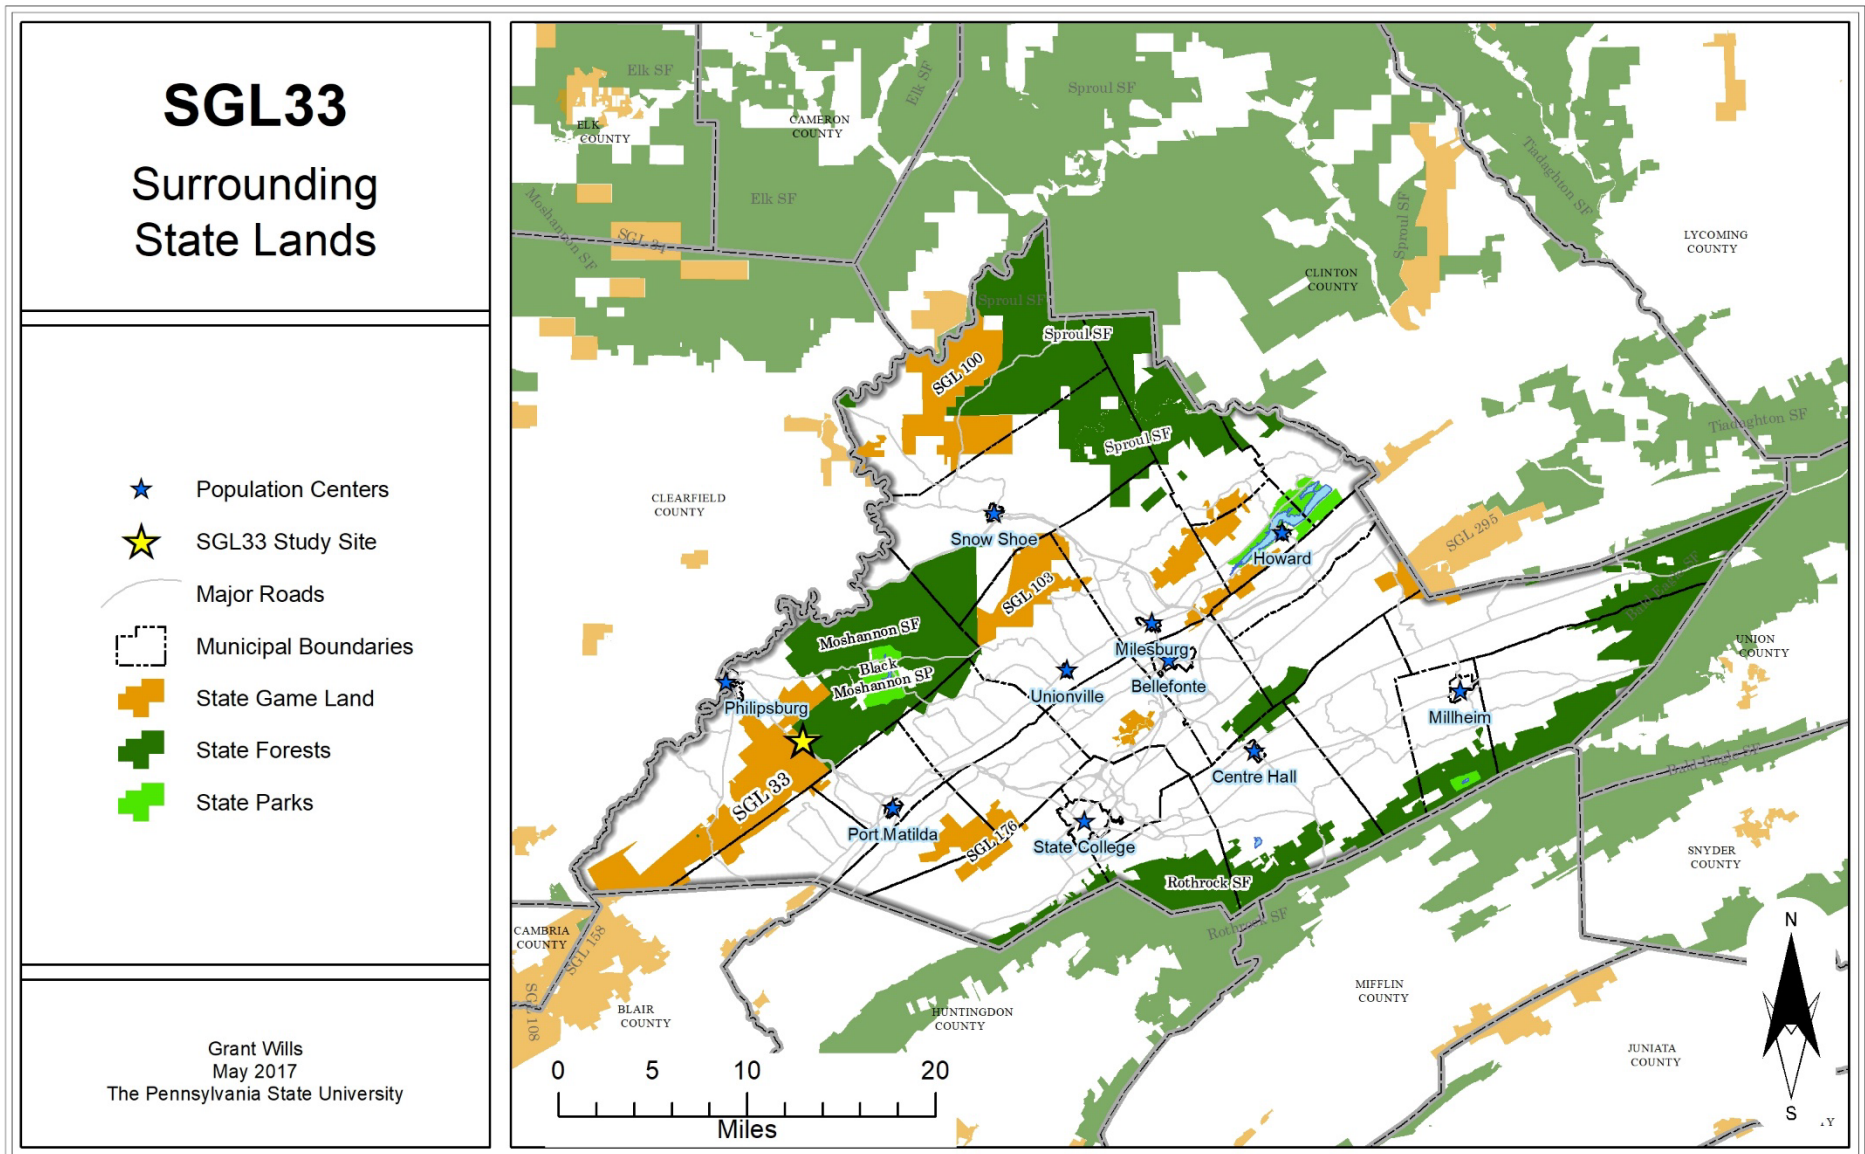 SGL33
Surrounding
State Lands
Population Centers
SGL33 Study Site
Major Roads
Municipal Boundaries
State Game Land
State Forests
State Parks
Grant Wills
May 2017
The Pennsylvania State University
Elk SF
Elk SF
Sproul SF
ELK
COUNTY
CAMERON
COUNTY
Tiadaghton SF
Moshannon SF
Elk SF
Sproul SF
SGL 34
LYCOMING
COUNTY
CLINTON
COUNTY
Sproul SF
Sproul SF
SGL 100
Tiadaghton SF
Sproul SF
CLEARFIELD
COUNTY
Snow Shoe
SGL 295
Howard
SGL 103
Bald Eagle SF
Moshannon SF
Black
Moshannon SP
Milesburg
UNION
COUNTY
Philipsburg
Unionville
Bellefonte
Millheim
Centre Hall
Bald Eagle SF
SGL 33
Port Matilda
SGL 176
State College
SNYDER
COUNTY
Rothrock SF
CAMBRIA
COUNTY
SGL 158
Rothrock SF
N
MIFFLIN
COUNTY
SGL 108
BLAIR
COUNTY
HUNTINGDON
COUNTY
JUNIATA
COUNTY
0 5 10 20
Miles
S